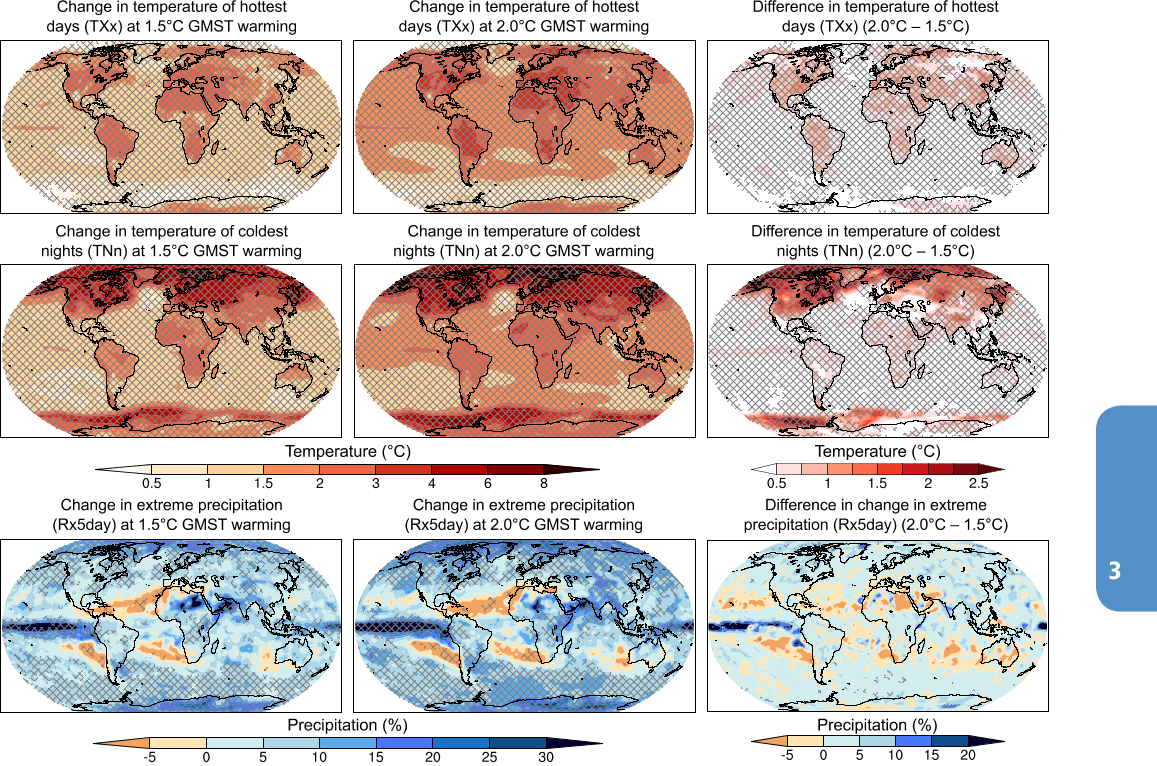 Change in temperature of hottest
days (TXx) at 1.5°C GMST warming
Change in temperature of hottest
days (TXx) at 2.0°C GMST warming
Difference in temperature of hottest
days (TXx) (2.0°C – 1.5°C)
Change in temperature of coldest
nights (TNn) at 1.5°C GMST warming
Change in temperature of coldest
nights (TNn) at 2.0°C GMST warming
Difference in temperature of coldest
nights (TNn) (2.0°C – 1.5°C)
Temperature (°C)
0.5 1 1.5 2 3 4 6 8
Temperature (°C)
0.5 1 1.5 2 2.5
Change in extreme precipitation
(Rx5day) at 1.5°C GMST warming
Change in extreme precipitation
(Rx5day) at 2.0°C GMST warming
Difference in change in extreme
precipitation (Rx5day) (2.0°C – 1.5°C)
Precipitation (%)
-5 0 5 10 15 20 25 30
Precipitation (%)
-5 0 5 10 15 20
3